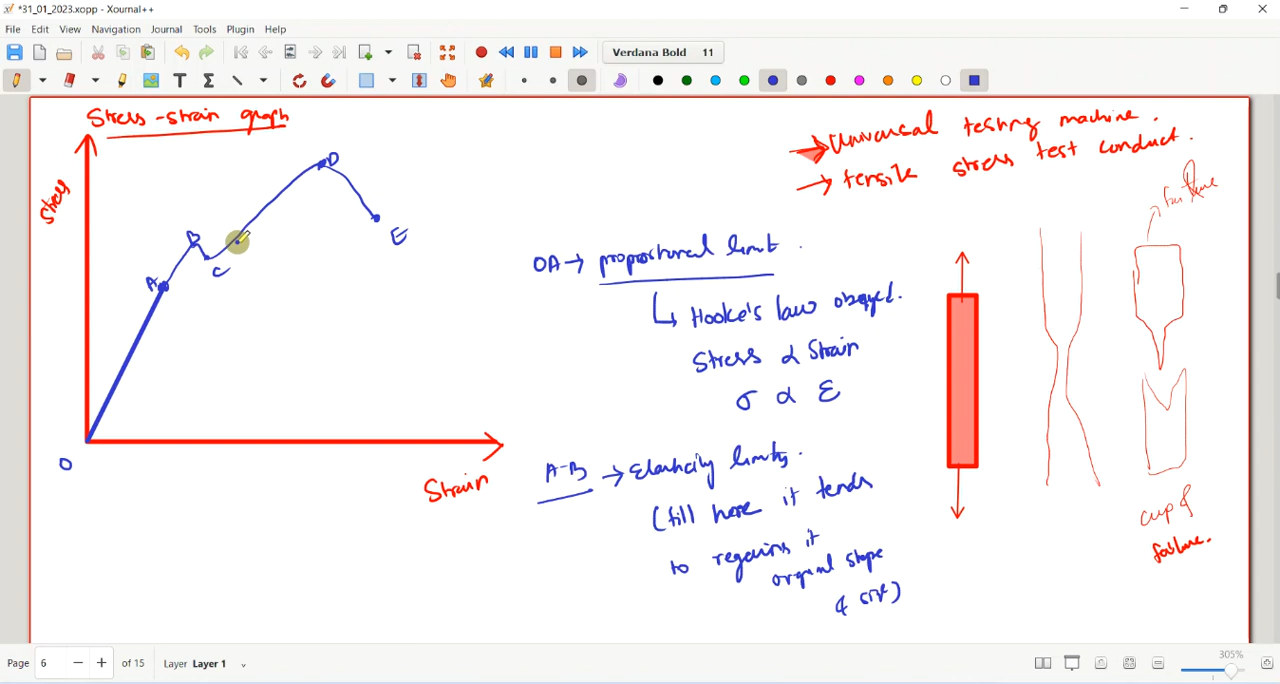 *31_01_2023.xopp - Xournal++
File Edit View Navigation Journal Tools Plugin Help
Verdana Bold 11
Stress-strain graph
Stress
A
B
C
D
E
O
Strain
→ Universal testing machine.
→ tensile stress test conduct.
OA → proportional limit.
↳ Hooke's law obeyed.
Stress α Strain
σ α ε
A-B → Elasticity limits.
(till here it tends
to regains it
original shape
& size)
cup &
failure.
Page 6 of 15 Layer Layer 1
305%